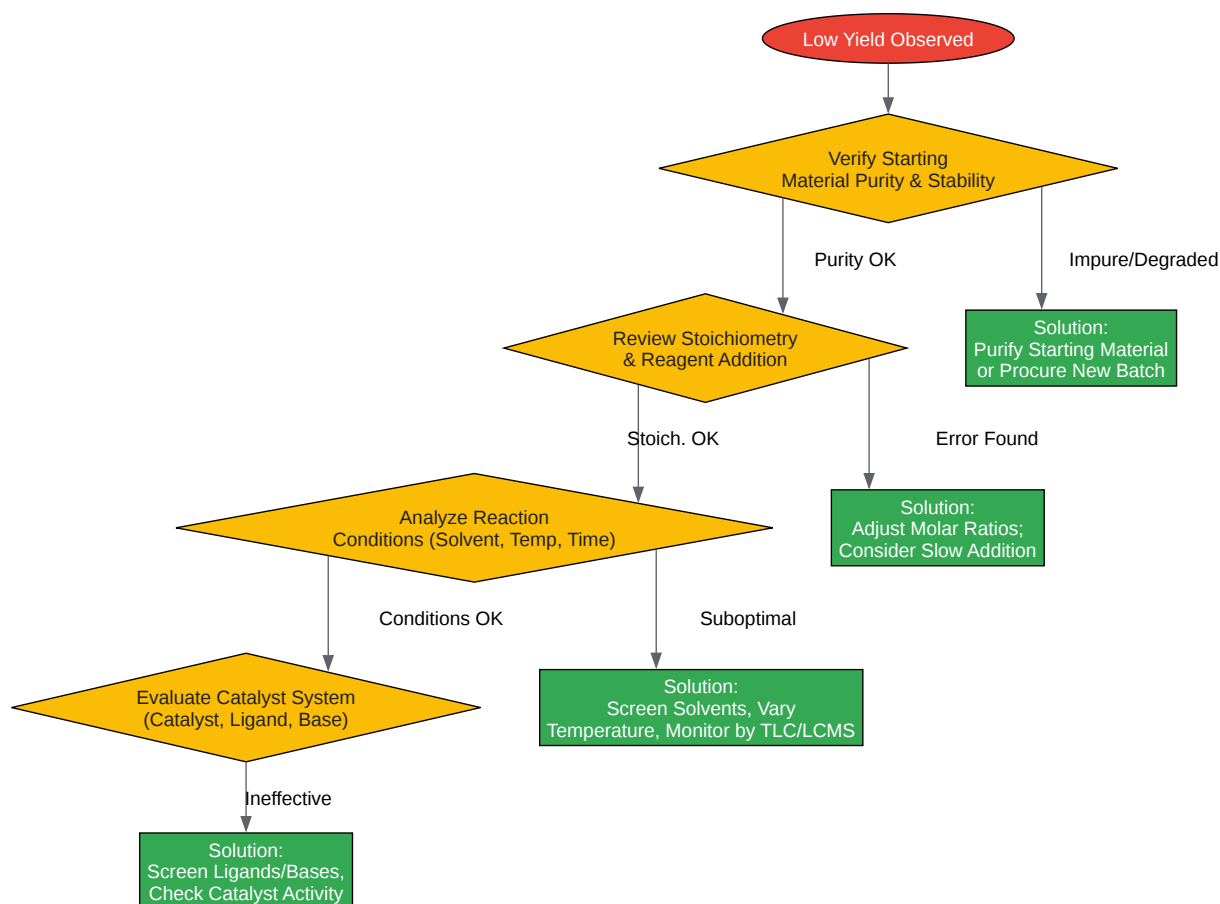 Low Yield Observed
Verify Starting
Material Purity & Stability
Purity OK
Impure/Degraded
Review Stoichiometry
& Reagent Addition
Solution:
Purify Starting Material
or Procure New Batch
Stoich. OK
Error Found
Analyze Reaction
Conditions (Solvent, Temp, Time)
Solution:
Adjust Molar Ratios;
Consider Slow Addition
Conditions OK
Suboptimal
Evaluate Catalyst System
(Catalyst, Ligand, Base)
Solution:
Screen Solvents, Vary
Temperature, Monitor by TLC/LCMS
Ineffective
Solution:
Screen Ligands/Bases,
Check Catalyst Activity